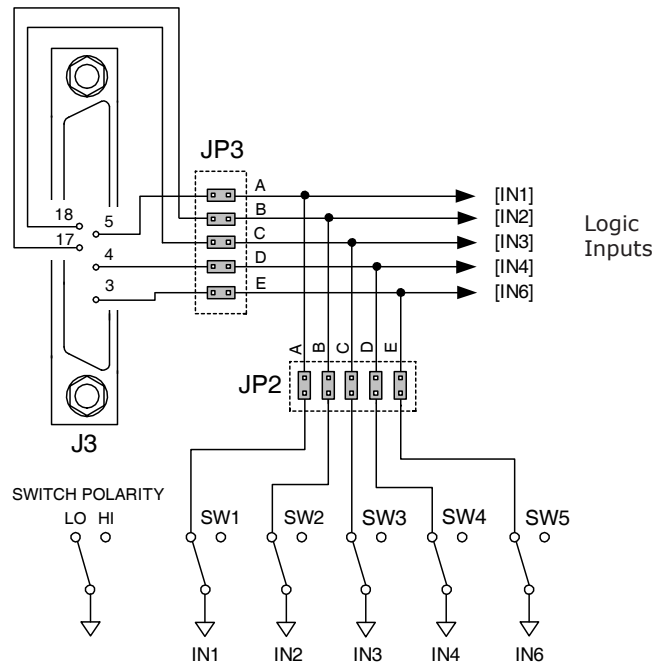 JP3
A [IN1]
18 5 B [IN2]
17 C [IN3]
Logic
Inputs
4 D [IN4]
3 E [IN6]
A B C D E
JP2
J3
SWITCH POLARITY
LO HI
SW1 SW2 SW3 SW4 SW5
IN1 IN2 IN3 IN4 IN6